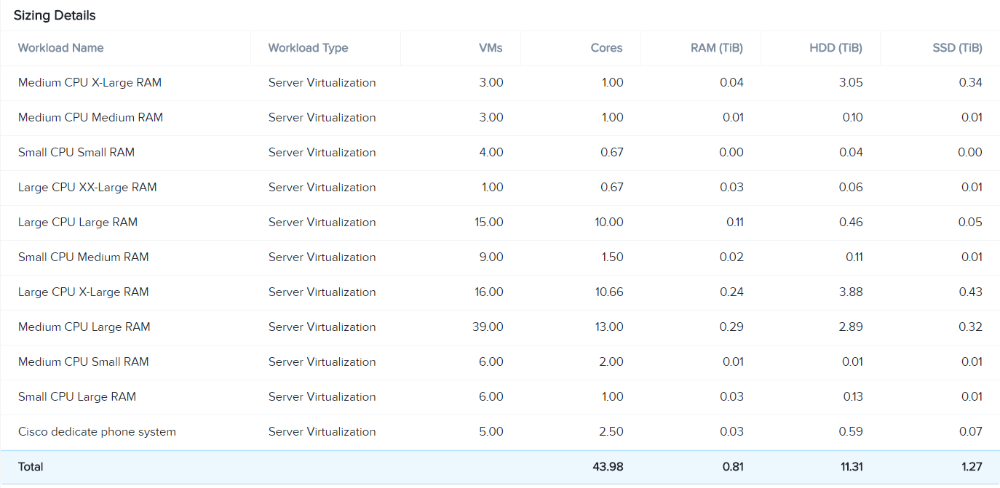 Sizing Details
Workload Name Workload Type VMs Cores RAM (TiB) HDD (TiB) SSD (TiB)
Medium CPU X-Large RAM Server Virtualization 3.00 1.00 0.04 3.05 0.34
Medium CPU Medium RAM Server Virtualization 3.00 1.00 0.01 0.10 0.01
Small CPU Small RAM Server Virtualization 4.00 0.67 0.00 0.04 0.00
Large CPU XX-Large RAM Server Virtualization 1.00 0.67 0.03 0.06 0.01
Large CPU Large RAM Server Virtualization 15.00 10.00 0.11 0.46 0.05
Small CPU Medium RAM Server Virtualization 9.00 1.50 0.02 0.11 0.01
Large CPU X-Large RAM Server Virtualization 16.00 10.66 0.24 3.88 0.43
Medium CPU Large RAM Server Virtualization 39.00 13.00 0.29 2.89 0.32
Medium CPU Small RAM Server Virtualization 6.00 2.00 0.01 0.01 0.01
Small CPU Large RAM Server Virtualization 6.00 1.00 0.03 0.13 0.01
Cisco dedicate phone system Server Virtualization 5.00 2.50 0.03 0.59 0.07
Total 43.98 0.81 11.31 1.27